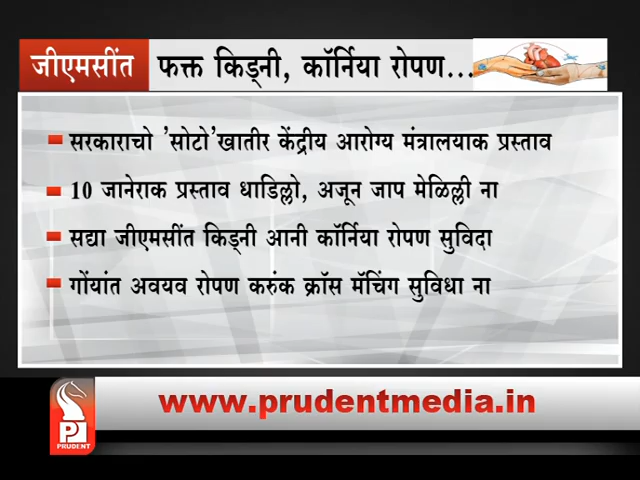 जीएमसींत फक्त किड्नी, कॉर्निया रोपण...
सरकाराचो 'सोटो'खातीर केंद्रीय आरोग्य मंत्रालयाक प्रस्ताव
10 जानेराक प्रस्ताव धाडिल्लो, अजून जाप मेळिल्ली ना
सद्या जीएमसींत किड्नी आनी कॉर्निया रोपण सुविदा
गोंयांत अवयव रोपण करुंक क्रॉस मॅचिंग सुविधा ना
www.prudentmedia.in
PRUDENT